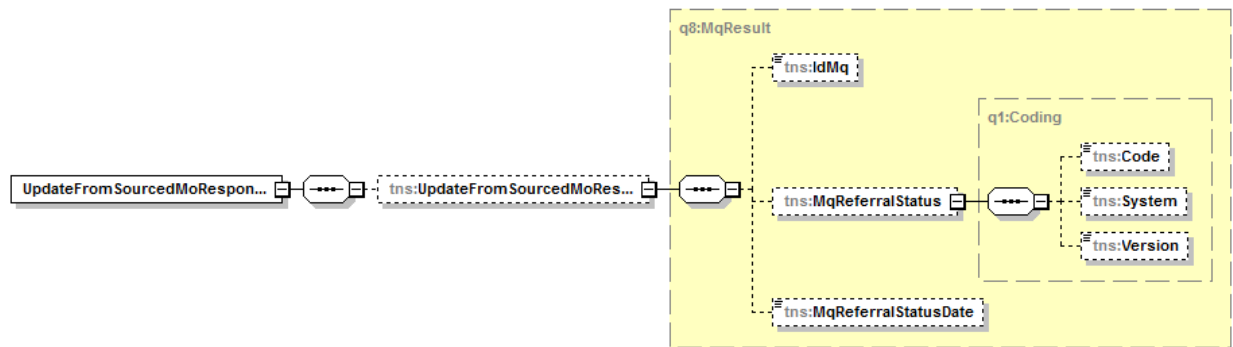 q8:MqResult
tns:IdMq
q1:Coding
tns:Code
UpdateFromSourcedMoRespon...
tns:UpdateFromSourcedMoRes...
tns:MqReferralStatus
tns:System
tns:Version
tns:MqReferralStatusDate